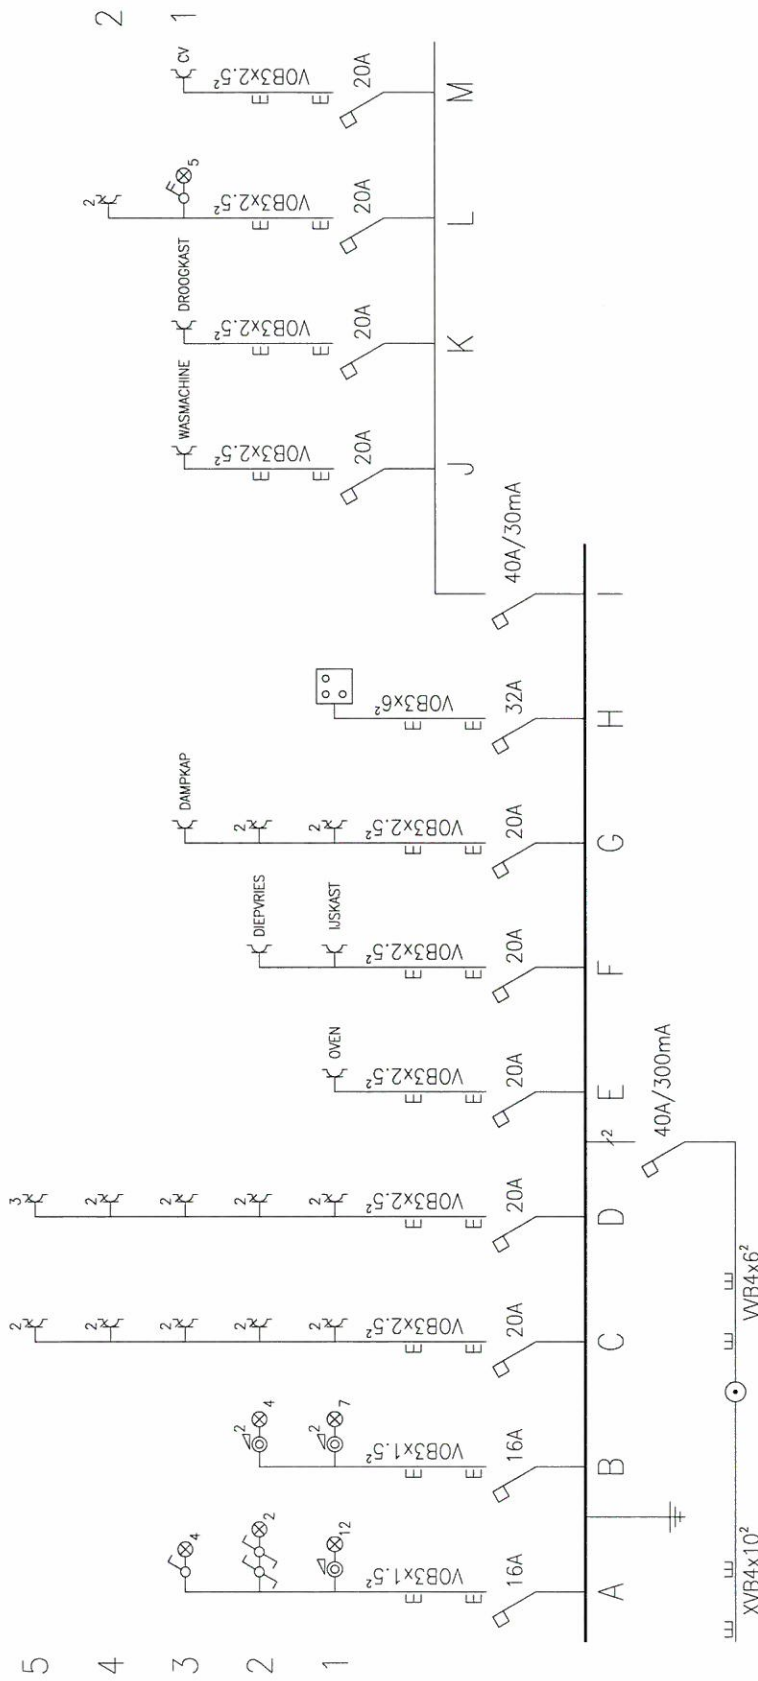 2
1
CV
VOB3x2.5²
20A
M
2
5
VOB3x2.5²
20A
L
DROOGKAST
VOB3x2.5²
20A
K
WASMACHINE
VOB3x2.5²
20A
J
40A/30mA
I
VOB3x6²
32A
H
DAMPKAP
2
2
VOB3x2.5²
20A
G
DIEPVRIES
IJSKAST
VOB3x2.5²
20A
F
OVEN
VOB3x2.5²
20A
E
2
40A/300mA
3
2
2
2
2
VOB3x2.5²
20A
D
2
2
2
2
2
VOB3x2.5²
20A
C
VVB4x6²
2
4
2
7
VOB3x1.5²
16A
B
4
2
12
VOB3x1.5²
16A
A
XVB4x10²
5
4
3
2
1